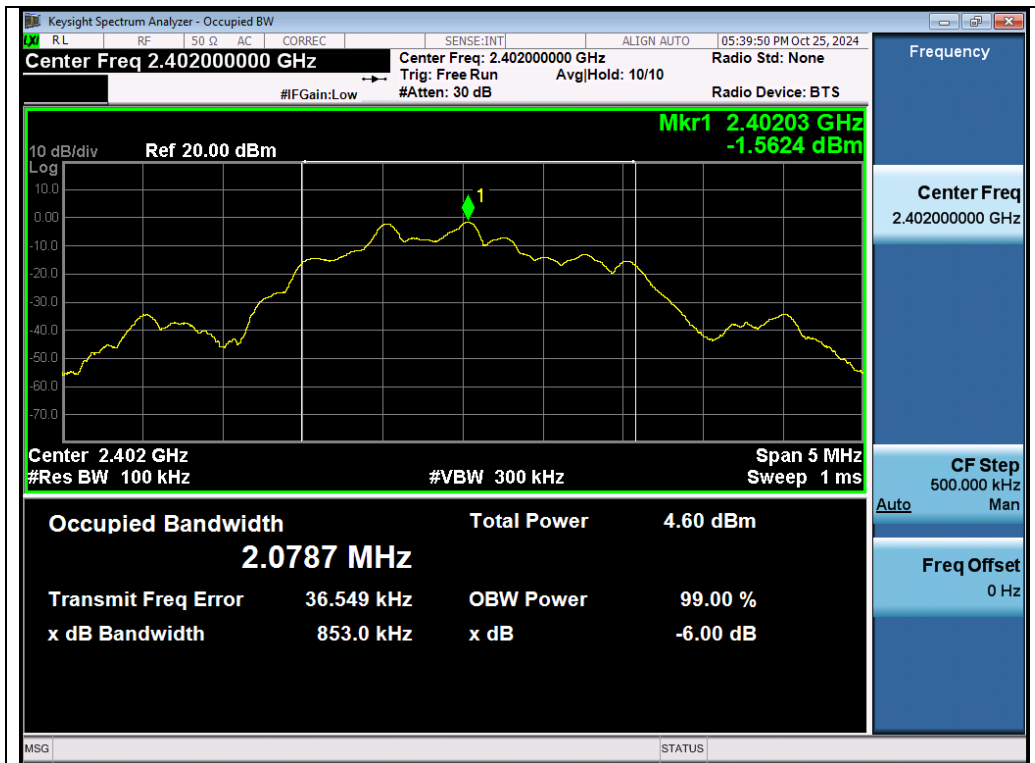 Keysight Spectrum Analyzer - Occupied BW
LXI RL RF 50 Ω AC CORREC SENSE:INT ALIGN AUTO 05:39:50 PM Oct 25, 2024
Center Freq 2.402000000 GHz
Center Freq: 2.402000000 GHz Radio Std: None
Trig: Free Run Avg|Hold: 10/10
#IFGain:Low #Atten: 30 dB Radio Device: BTS
Frequency
Mkr1 2.40203 GHz
-1.5624 dBm
10 dB/div Ref 20.00 dBm
Log
10.0
0.00
-10.0
-20.0
-30.0
-40.0
-50.0
-60.0
-70.0
1
Center 2.402 GHz Span 5 MHz
#Res BW 100 kHz #VBW 300 kHz Sweep 1 ms
Center Freq
2.402000000 GHz
CF Step
500.000 kHz
Auto Man
Freq Offset
0 Hz
Occupied Bandwidth Total Power 4.60 dBm
2.0787 MHz
Transmit Freq Error 36.549 kHz OBW Power 99.00 %
x dB Bandwidth 853.0 kHz x dB -6.00 dB
MSG STATUS